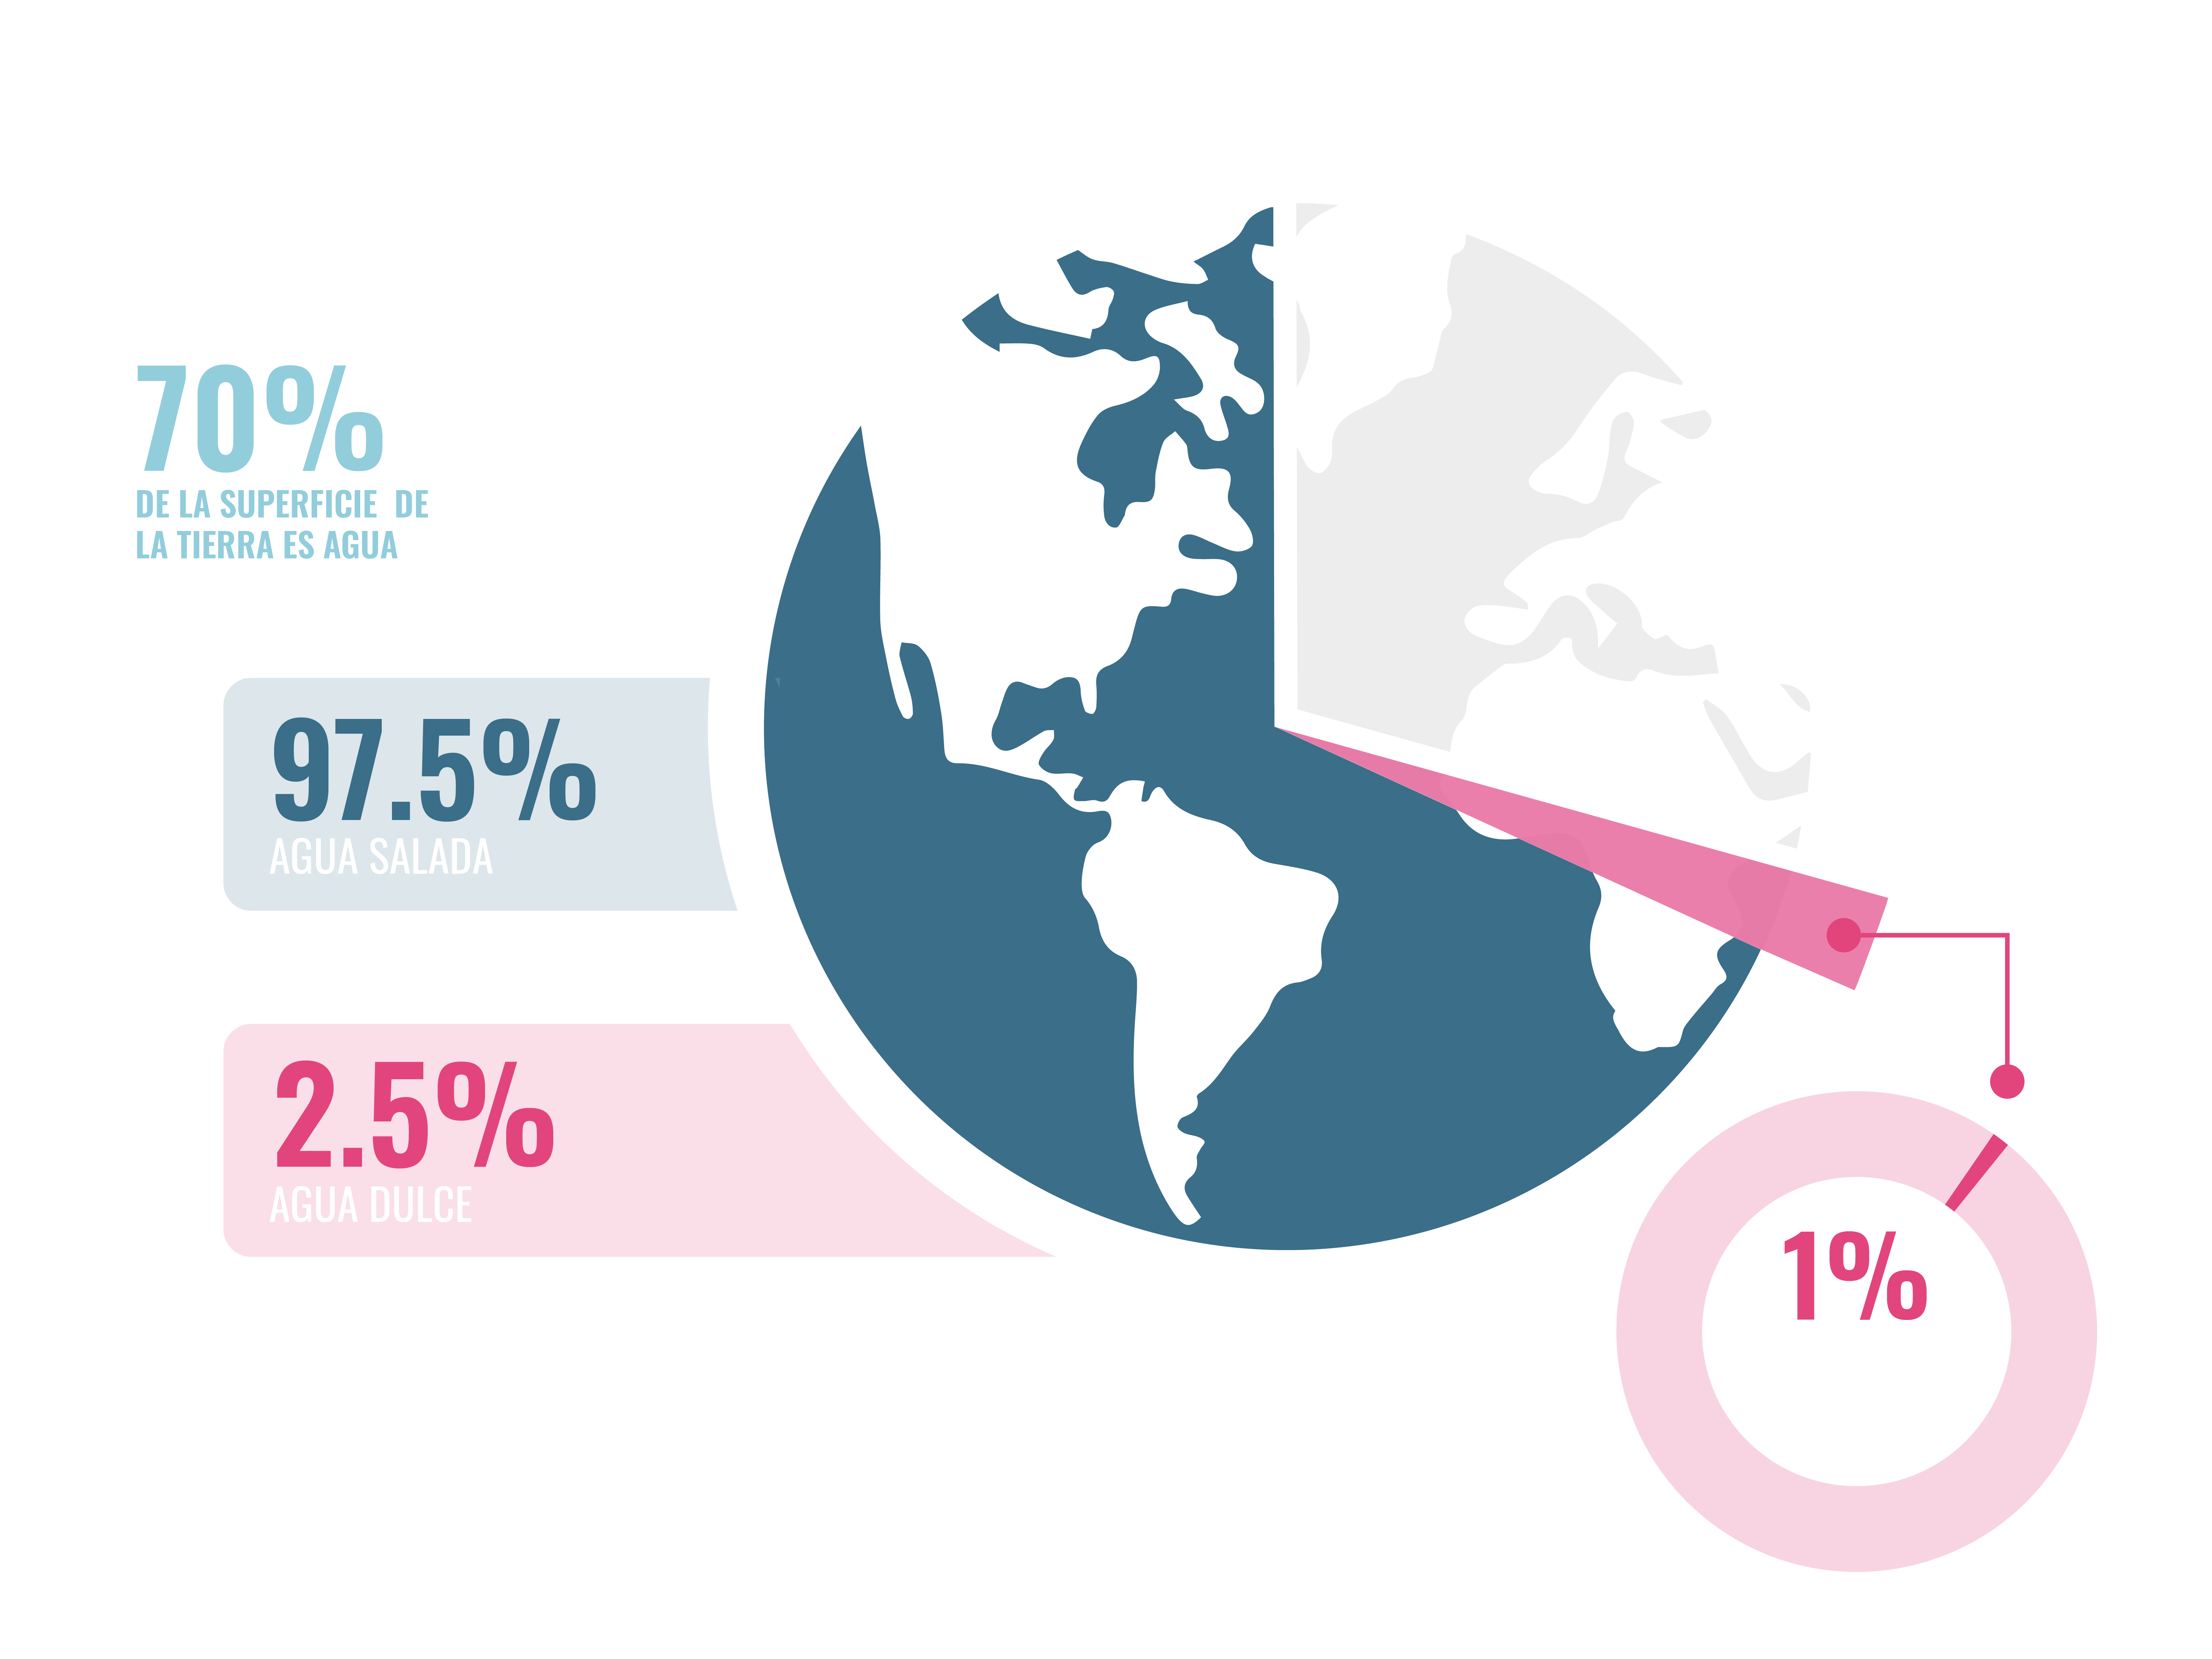 70%
DE LA SUPERFICIE DE
LA TIERRA ES AGUA
97.5%
AGUA SALADA
2.5%
AGUA DULCE
1%